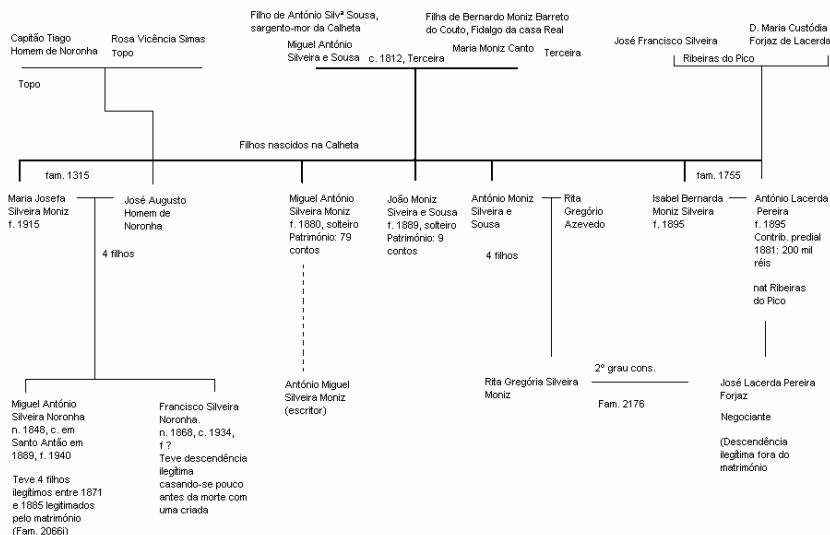 Capitão Tiago
Homem de Noronha
Rosa Vicência Simas
Topo
Topo
Filho de António Silvª Sousa,
sargento-mor da Calheta
Miguel António
Silveira e Sousa
c. 1812, Terceira
Filha de Bernardo Moniz Barreto
do Couto, Fidalgo da casa Real
Maria Moniz Canto
Terceira
José Francisco Silveira
D. Maria Custódia
Forjaz de Lacerda
Ribeiras do Pico
Filhos nascidos na Calheta
fam. 1315
fam. 1755
Maria Josefa
Silveira Moniz
f. 1915
José Augusto
Homem de
Noronha
4 filhos
Miguel António
Silveira Moniz
f. 1880, solteiro
Património: 79
contos
João Moniz
Siveira e Sousa
f. 1889, solteiro
Património: 9
contos
António Moniz
Silveira e
Sousa
4 filhos
Rita
Gregório
Azevedo
Isabel Bernarda
Moniz Silveira
f. 1895
António Lacerda
Pereira
f. 1895
Contrib. predial
1881: 200 mil
réis
nat Ribeiras
do Pico
Miguel António
Silveira Noronha
n. 1848, c. em
Santo Antão em
1889, f. 1940
Teve 4 filhos
ilegítimos entre 1871
e 1885 legitimados
pelo matrimónio
(Fam. 2066i)
Francisco Silveira
Noronha.
n. 1868, c. 1934,
f ?
Teve descendência
ilegítima
casando-se pouco
antes da morte com
uma criada
António Miguel
Silveira Moniz
(escritor)
Rita Gregória Silveira
Moniz
2º grau cons.
Fam. 2176
José Lacerda Pereira
Forjaz
Negociante
(Descendência
ilegítima fora do
matrimónio